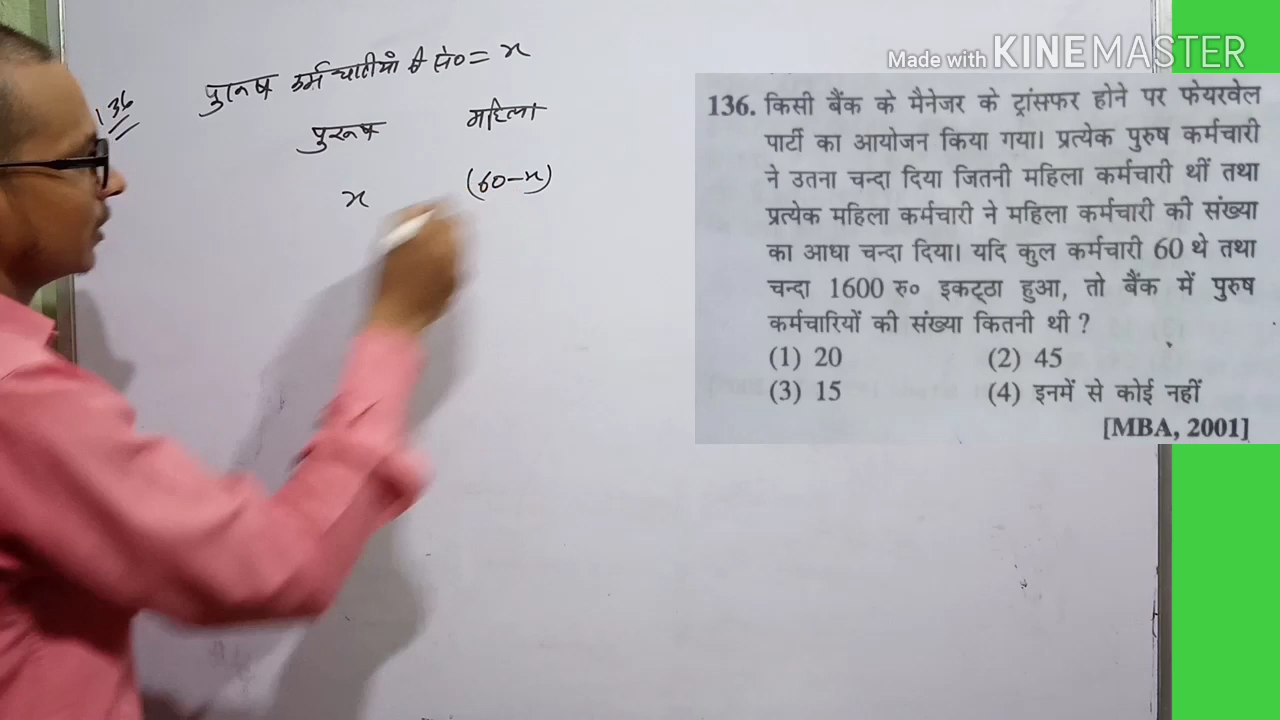 Made with KINEMASTER
136
पुरुष कर्मचारीयों की सं० = x
पुरुष महिला
x (60-x)
136. किसी बैंक के मैनेजर के ट्रांसफर होने पर फेयरवेल
पार्टी का आयोजन किया गया। प्रत्येक पुरुष कर्मचारी
ने उतना चन्दा दिया जितनी महिला कर्मचारी थीं तथा
प्रत्येक महिला कर्मचारी ने महिला कर्मचारी की संख्या
का आधा चन्दा दिया। यदि कुल कर्मचारी 60 थे तथा
चन्दा 1600 रु० इकट्ठा हुआ, तो बैंक में पुरुष
कर्मचारियों की संख्या कितनी थी ?
(1) 20 (2) 45
(3) 15 (4) इनमें से कोई नहीं
[MBA, 2001]